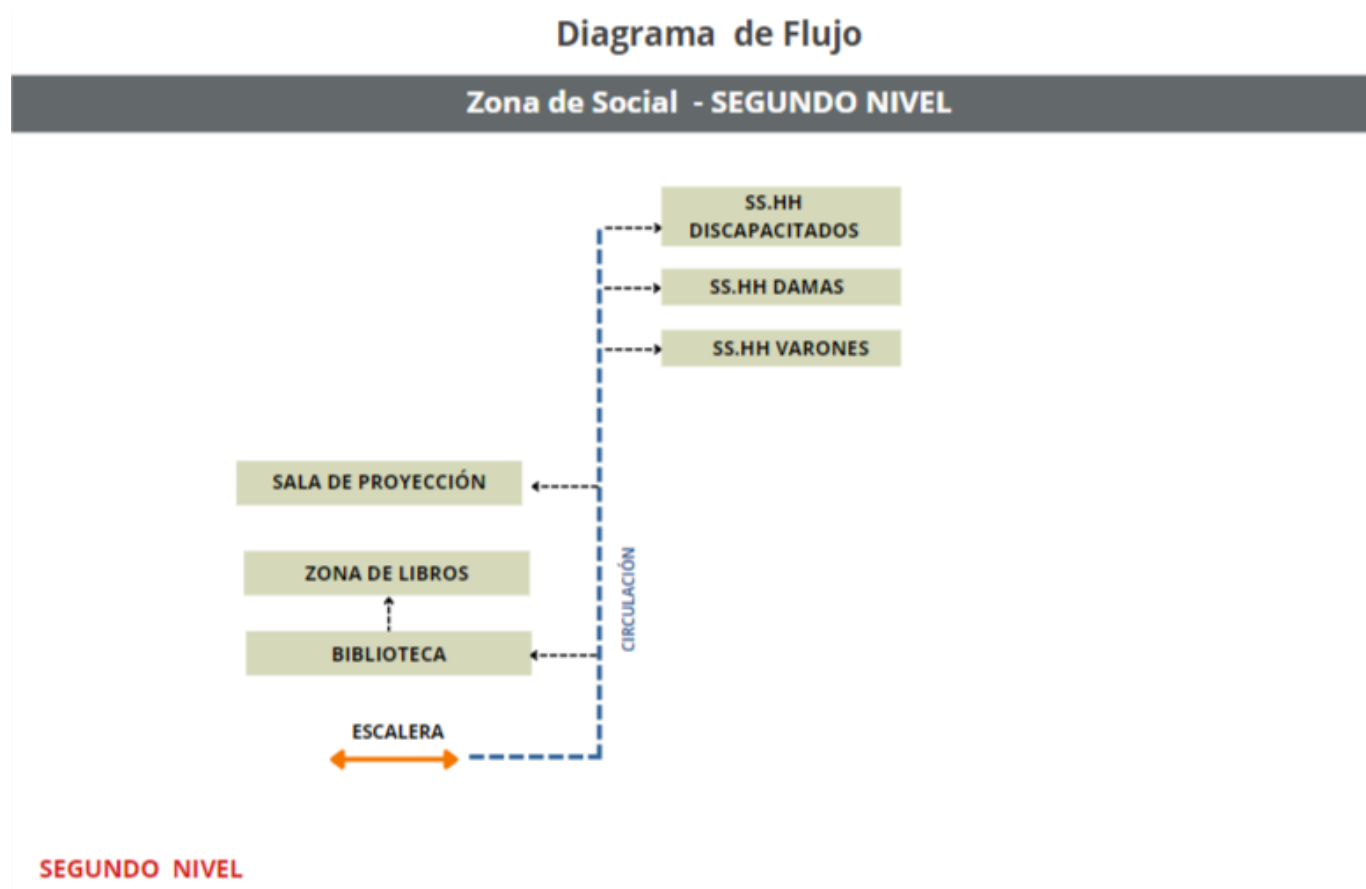 Diagrama de Flujo
Zona de Social - SEGUNDO NIVEL
SS.HH
DISCAPACITADOS
SS.HH DAMAS
SS.HH VARONES
SALA DE PROYECCIÓN
ZONA DE LIBROS
CIRCULACIÓN
BIBLIOTECA
ESCALERA
SEGUNDO NIVEL